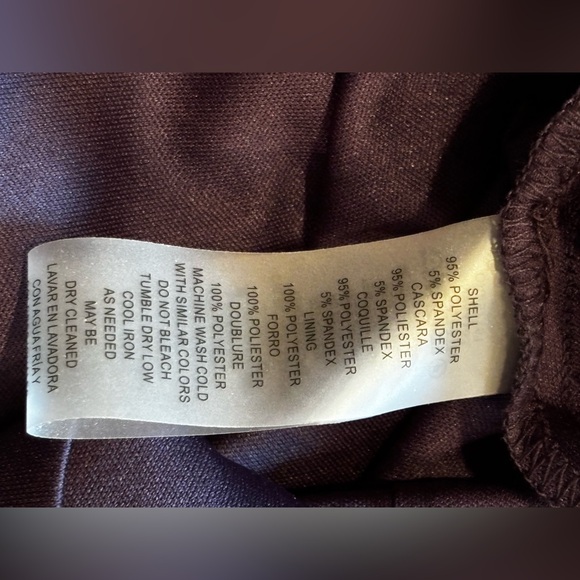 SHELL
95% POLYESTER
5% SPANDEX
CASCARA
95% POLIESTER
5% SPANDEX
COQUILLE
95% POLYESTER
5% SPANDEX
LINING
100% POLYESTER
FORRO
100% POLIESTER
DOUBLURE
100% POLYESTER
MACHINE WASH COLD
WITH SIMILAR COLORS
DO NOT BLEACH
TUMBLE DRY LOW
COOL IRON
AS NEEDED
MAY BE
DRY CLEANED
LAVAR EN LAVADORA
CON AGUA FRIA Y